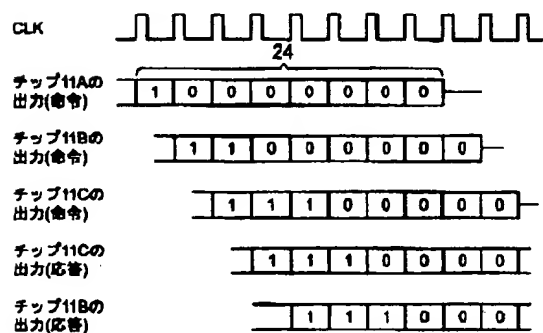 CLK
24
チップ11Aの
出力(命令)
1 0 0 0 0 0 0 0
チップ11Bの
出力(命令)
1 1 0 0 0 0 0 0
チップ11Cの
出力(命令)
1 1 1 0 0 0 0 0
チップ11Cの
出力(応答)
1 1 1 0 0 0 0
チップ11Bの
出力(応答)
1 1 1 0 0 0